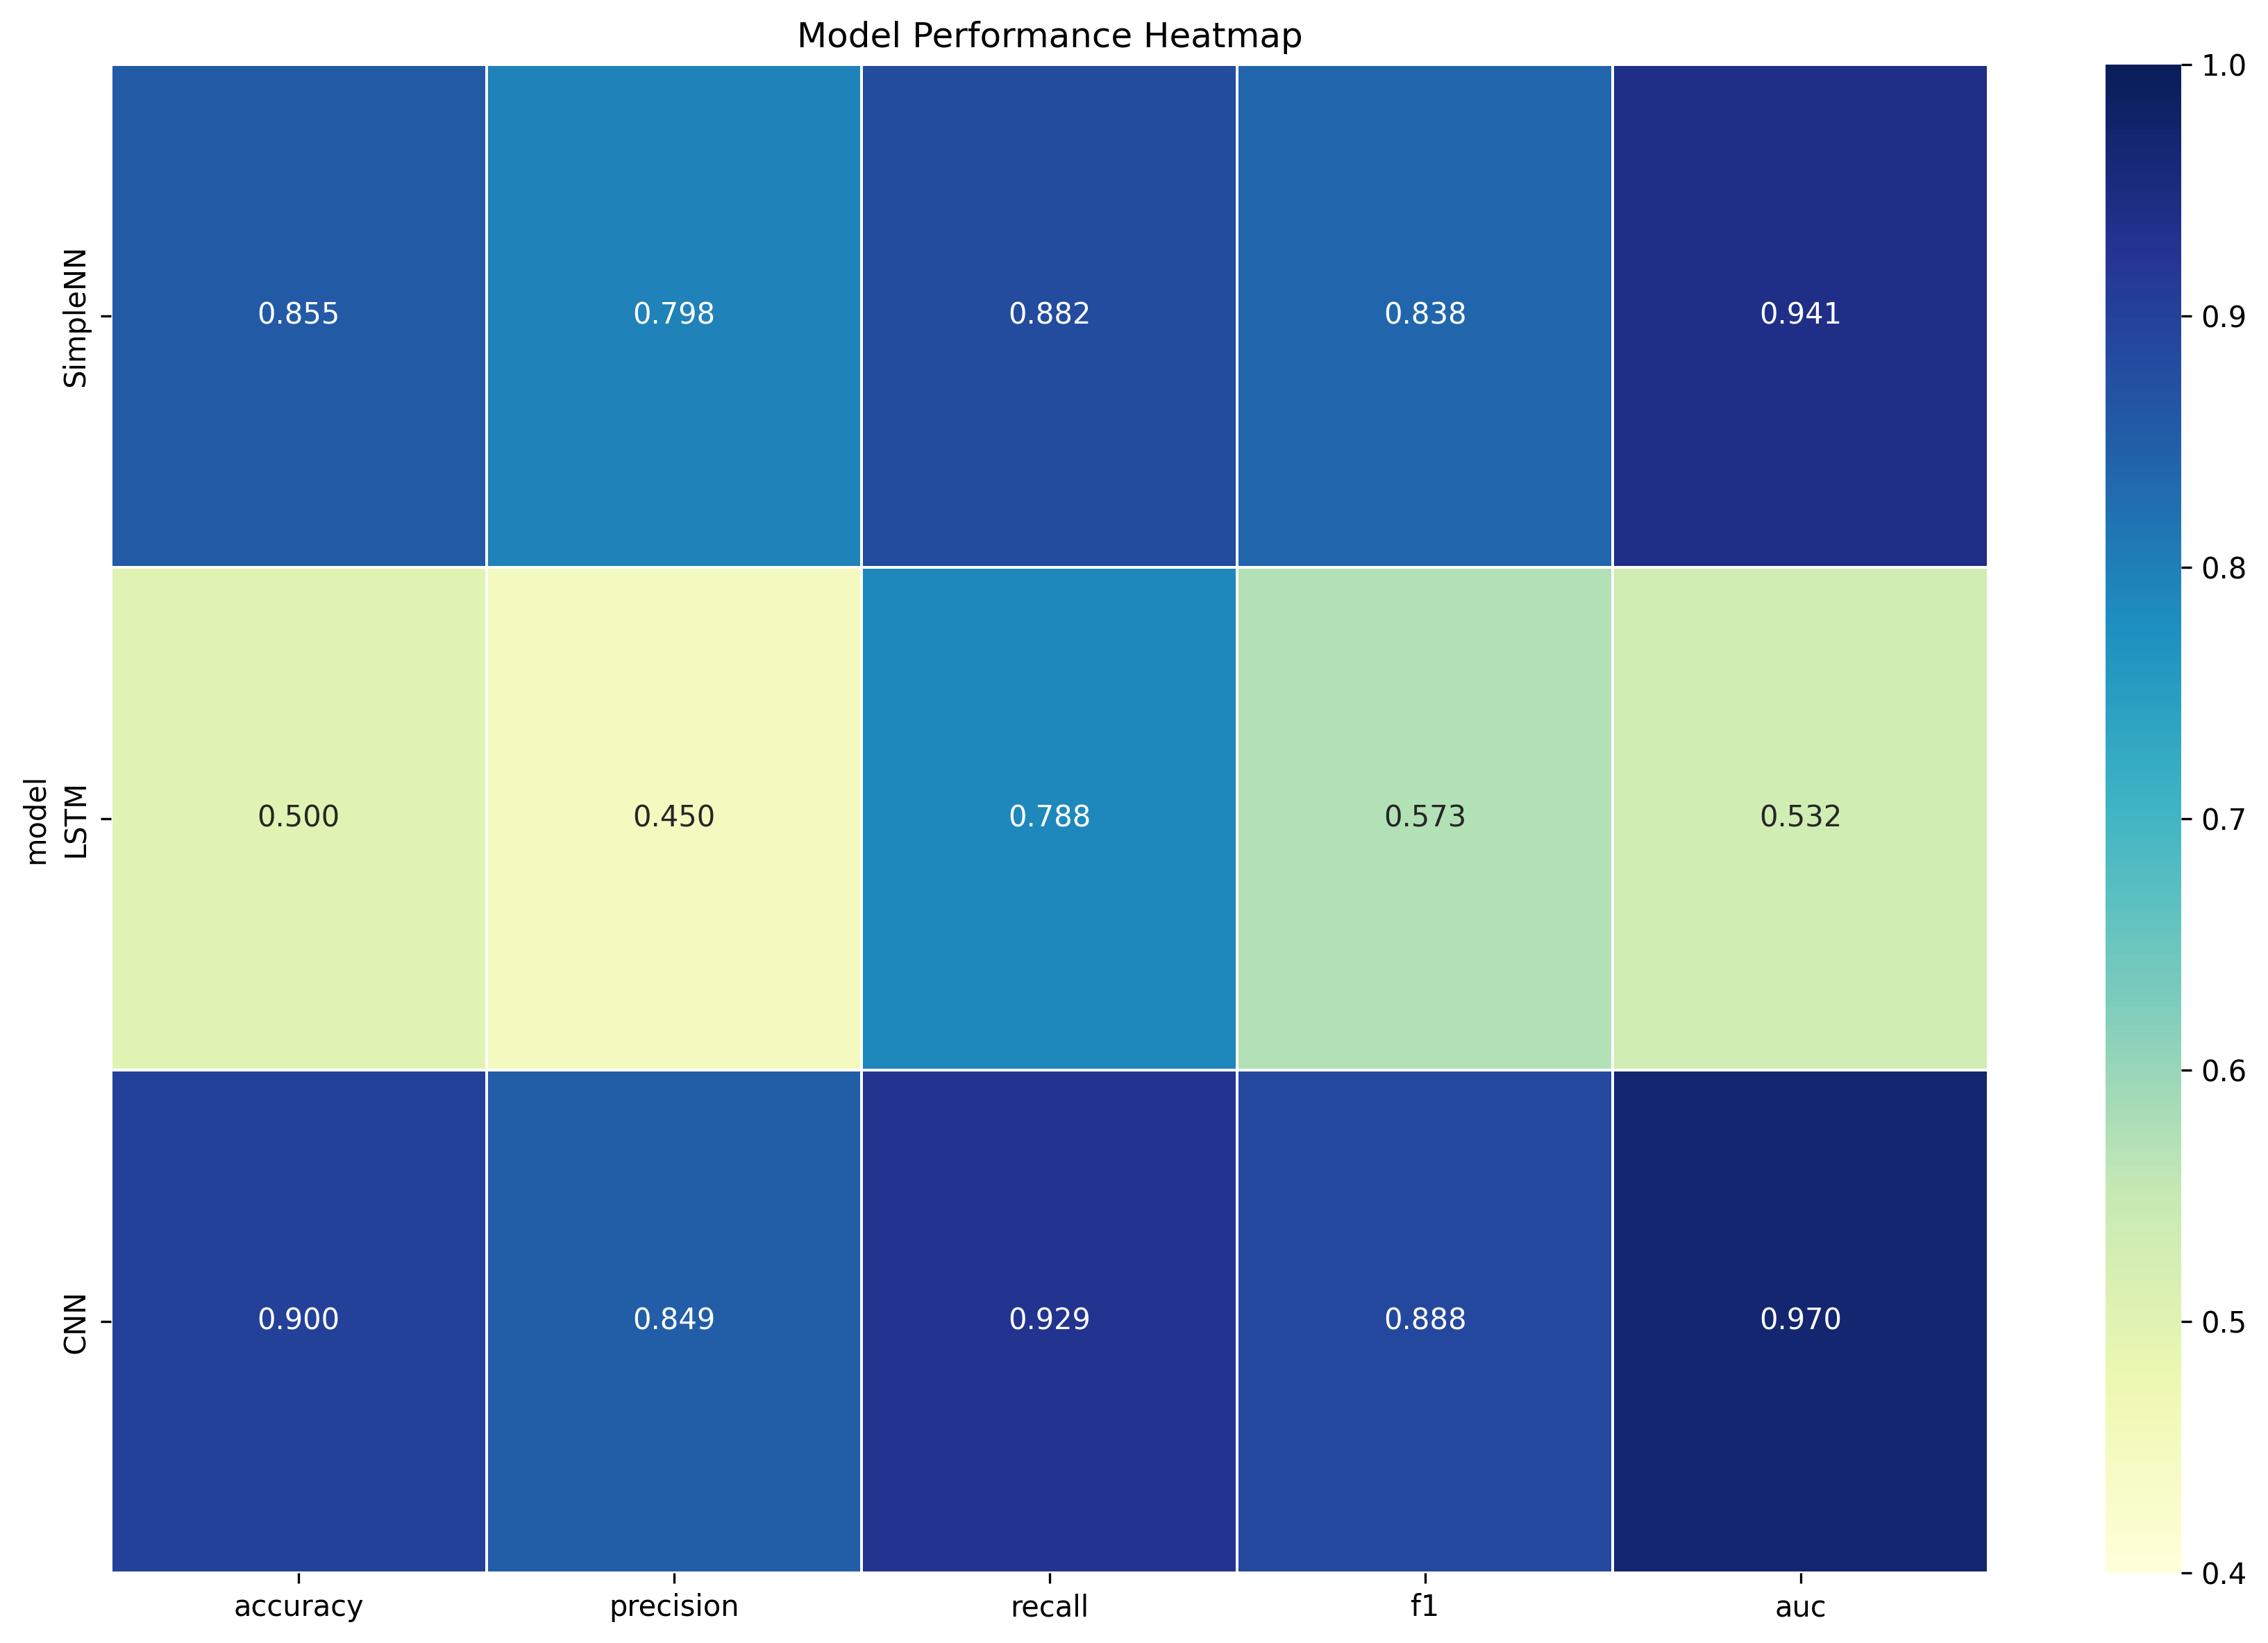 Model Performance Heatmap
SimpleNN
0.855 0.798 0.882 0.838 0.941
model
LSTM
0.500 0.450 0.788 0.573 0.532
CNN
0.900 0.849 0.929 0.888 0.970
accuracy precision recall f1 auc
1.0
0.9
0.8
0.7
0.6
0.5
0.4